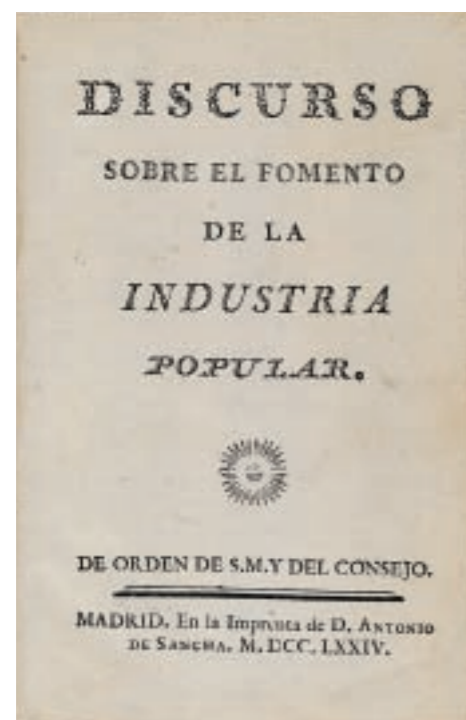 DISCURSO
SOBRE EL FOMENTO
DE LA
INDUSTRIA
POPULAR.
DE ORDEN DE S.M.Y DEL CONSEJO.
MADRID. En la Imprenta de D. ANTONIO
DE SANCHA. M. DCC. LXXIV.